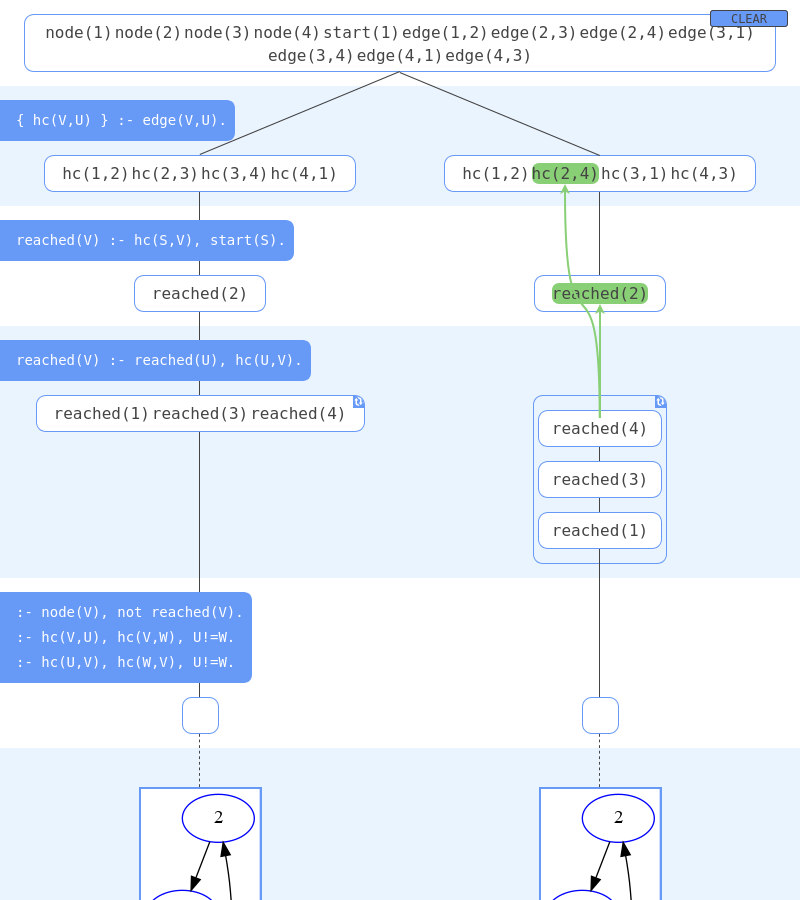 CLEAR
node(1) node(2) node(3) node(4) start(1) edge(1,2) edge(2,3) edge(2,4) edge(3,1)
edge(3,4) edge(4,1) edge(4,3)
{ hc(V,U) } :- edge(V,U).
hc(1,2) hc(2,3) hc(3,4) hc(4,1)
hc(1,2) hc(2,4) hc(3,1) hc(4,3)
reached(V) :- hc(S,V), start(S).
reached(2)
reached(2)
reached(V) :- reached(U), hc(U,V).
reached(1) reached(3) reached(4)
reached(4)
reached(3)
reached(1)
:- node(V), not reached(V).
:- hc(V,U), hc(V,W), U!=W.
:- hc(U,V), hc(W,V), U!=W.
2
2